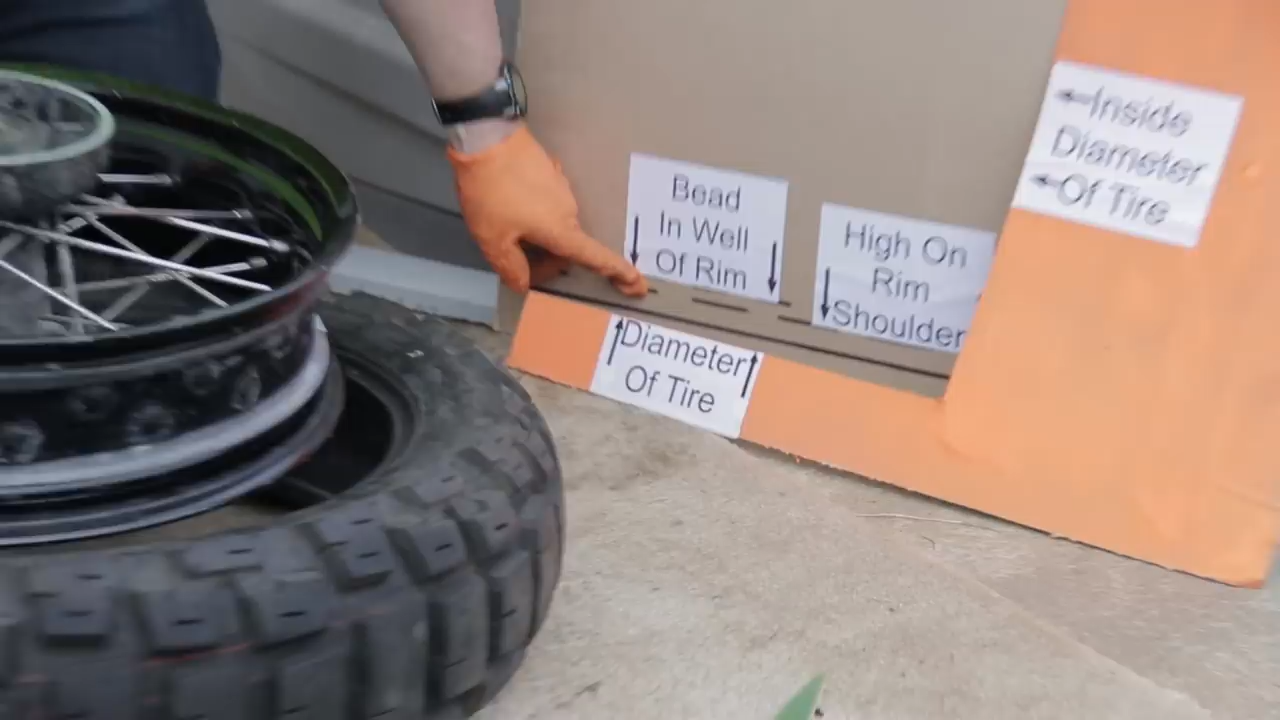 Bead
In Well
Of Rim
High On
Rim
Shoulder
Diameter
Of Tire
Inside
Diameter
Of Tire